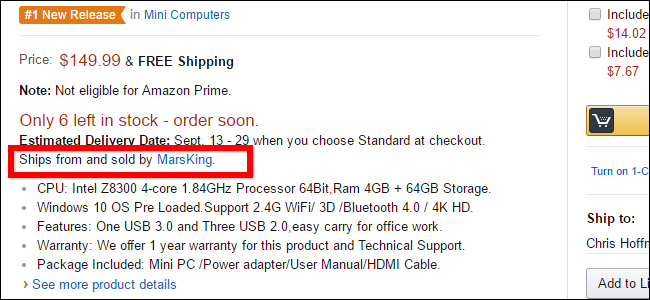 #1 New Release in Mini Computers
Price: $149.99 & FREE Shipping
Note: Not eligible for Amazon Prime.
Only 6 left in stock - order soon.
Estimated Delivery Date: Sept. 13 - 29 when you choose Standard at checkout.
Ships from and sold by MarsKing.
• CPU: Intel Z8300 4-core 1.84GHz Processor 64Bit,Ram 4GB + 64GB Storage.
• Windows 10 OS Pre Loaded.Support 2.4G WiFi/ 3D /Bluetooth 4.0 / 4K HD.
• Features: One USB 3.0 and Three USB 2.0,easy carry for office work.
• Warranty: We offer 1 year warranty for this product and Technical Support.
• Package Included: Mini PC /Power adapter/User Manual/HDMI Cable.
› See more product details
Include
$14.02
Include
$7.67
Turn on 1-C
Ship to:
Chris Hoffn
Add to Li